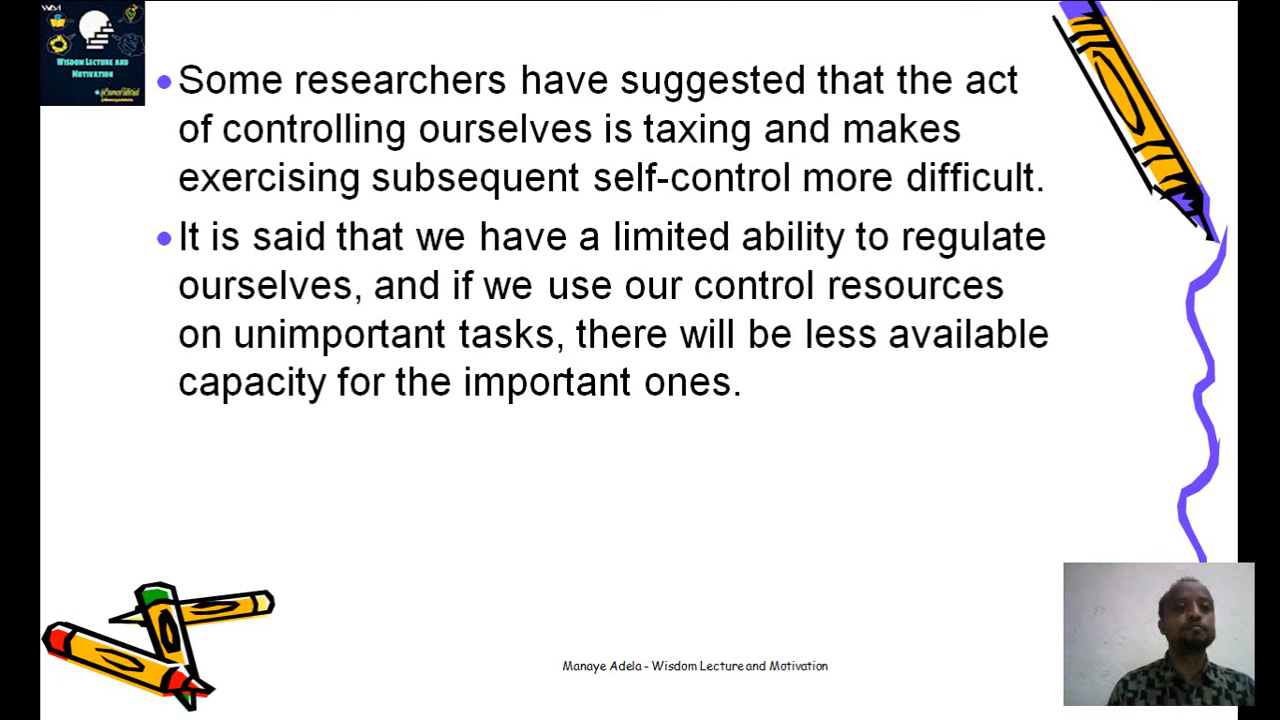 WLM
WISDOM LECTURE AND
MOTIVATION
Some researchers have suggested that the act
of controlling ourselves is taxing and makes
exercising subsequent self-control more difficult.
It is said that we have a limited ability to regulate
ourselves, and if we use our control resources
on unimportant tasks, there will be less available
capacity for the important ones.
Manaye Adela - Wisdom Lecture and Motivation